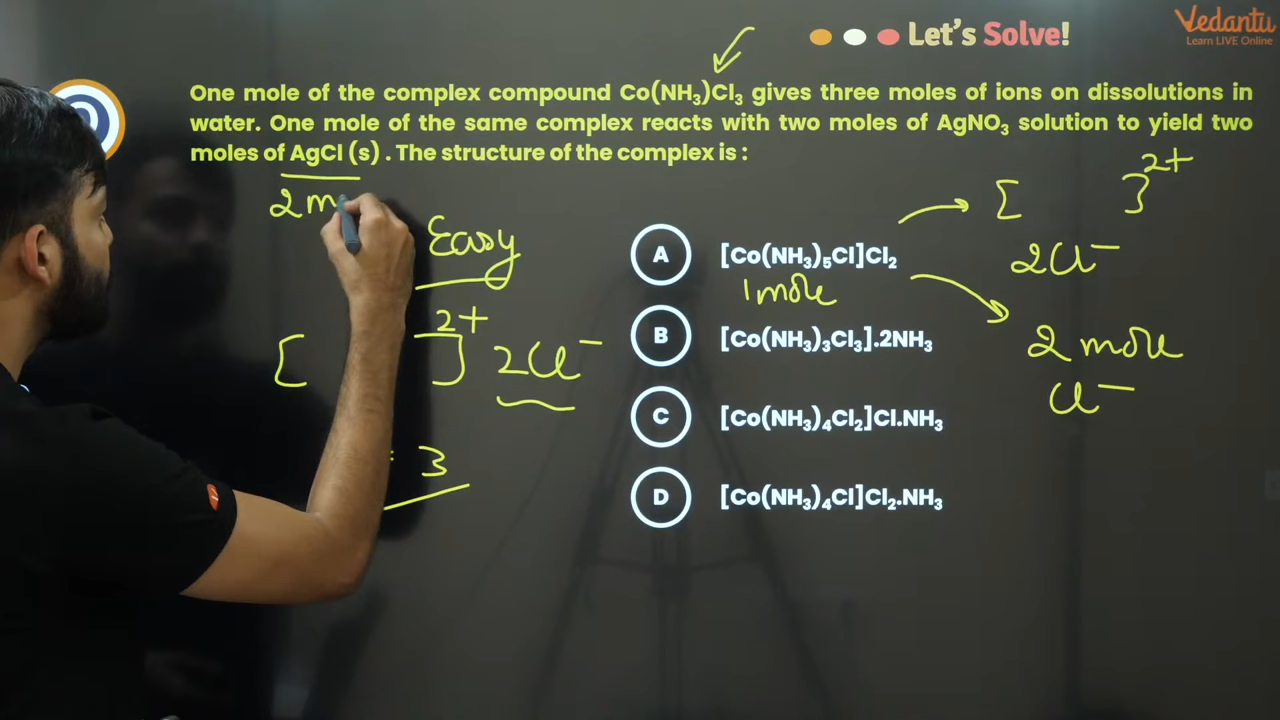 Vedantu
Learn LIVE Online
Let's Solve!
One mole of the complex compound Co(NH₃)Cl₃ gives three moles of ions on dissolutions in
water. One mole of the same complex reacts with two moles of AgNO₃ solution to yield two
moles of AgCl (s) . The structure of the complex is :
2 m
Easy
[ ]²⁺ 2Cl⁻
: 3
A [Co(NH₃)₅Cl]Cl₂
1 mole
B [Co(NH₃)₃Cl₃].2NH₃
C [Co(NH₃)₄Cl₂]Cl.NH₃
D [Co(NH₃)₄Cl]Cl₂.NH₃
[ ]²⁺
2Cl⁻
2 mole
Cl⁻